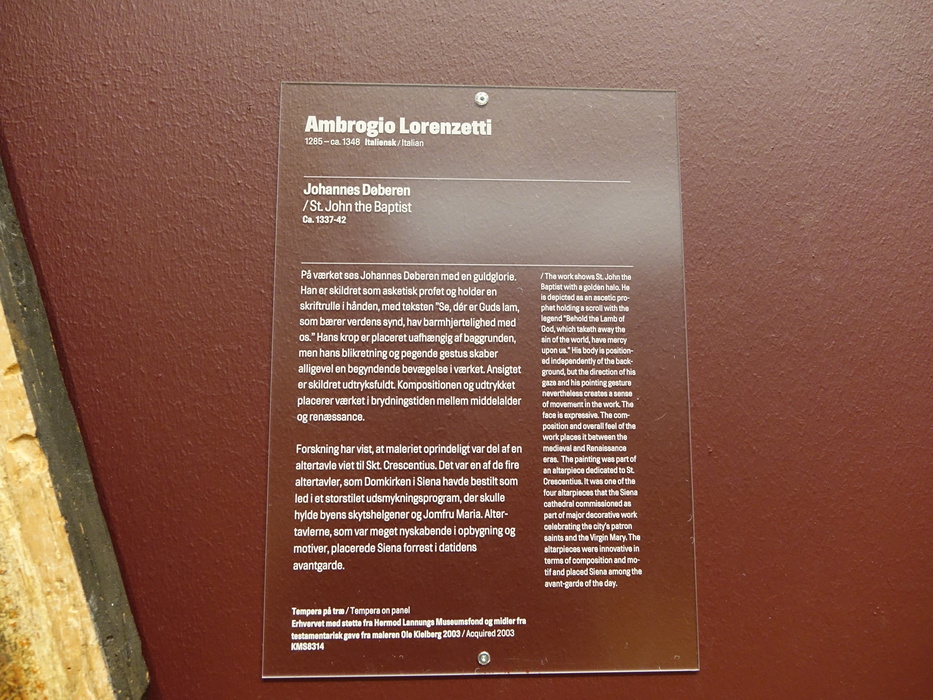 Ambrogio Lorenzetti
1285 – ca. 1348 Italiensk / Italian
Johannes Døberen
/ St. John the Baptist
Ca. 1337-42
På værket ses Johannes Døberen med en guldglorie.
Han er skildret som asketisk profet og holder en
skriftrulle i hånden, med teksten "Se, dér er Guds lam,
som bærer verdens synd, hav barmhjertelighed med
os." Hans krop er placeret uafhængig af baggrunden,
men hans blikretning og pegende gestus skaber
alligevel en begyndende bevægelse i værket. Ansigtet
er skildret udtryksfuldt. Kompositionen og udtrykket
placerer værket i brydningstiden mellem middelalder
og renæssance.
Forskning har vist, at maleriet oprindeligt var del af en
altertavle viet til Skt. Crescentius. Det var en af de fire
altertavler, som Domkirken i Siena havde bestilt som
led i et storstilet udsmykningsprogram, der skulle
hylde byens skytshelgener og Jomfru Maria. Alter-
tavlerne, som var meget nyskabende i opbygning og
motiver, placerede Siena forrest i datidens
avantgarde.
/ The work shows St. John the
Baptist with a golden halo. He
is depicted as an ascetic pro-
phet holding a scroll with the
legend "Behold the Lamb of
God, which taketh away the
sin of the world, have mercy
upon us." His body is position-
ed independently of the back-
ground, but the direction of his
gaze and his pointing gesture
nevertheless creates a sense
of movement in the work. The
face is expressive. The com-
position and overall feel of the
work places it between the
medieval and Renaissance
eras. The painting was part of
an altarpiece dedicated to St.
Crescentius. It was one of the
four altarpieces that the Siena
cathedral commissioned as
part of major decorative work
celebrating the city's patron
saints and the Virgin Mary. The
altarpieces were innovative in
terms of composition and mo-
tif and placed Siena among the
avant-garde of the day.
Tempera på træ / Tempera on panel
Erhvervet med støtte fra Hermod Lannungs Museumsfond og midler fra
testamentarisk gave fra maleren Ole Kielberg 2003 / Acquired 2003
KMS8314